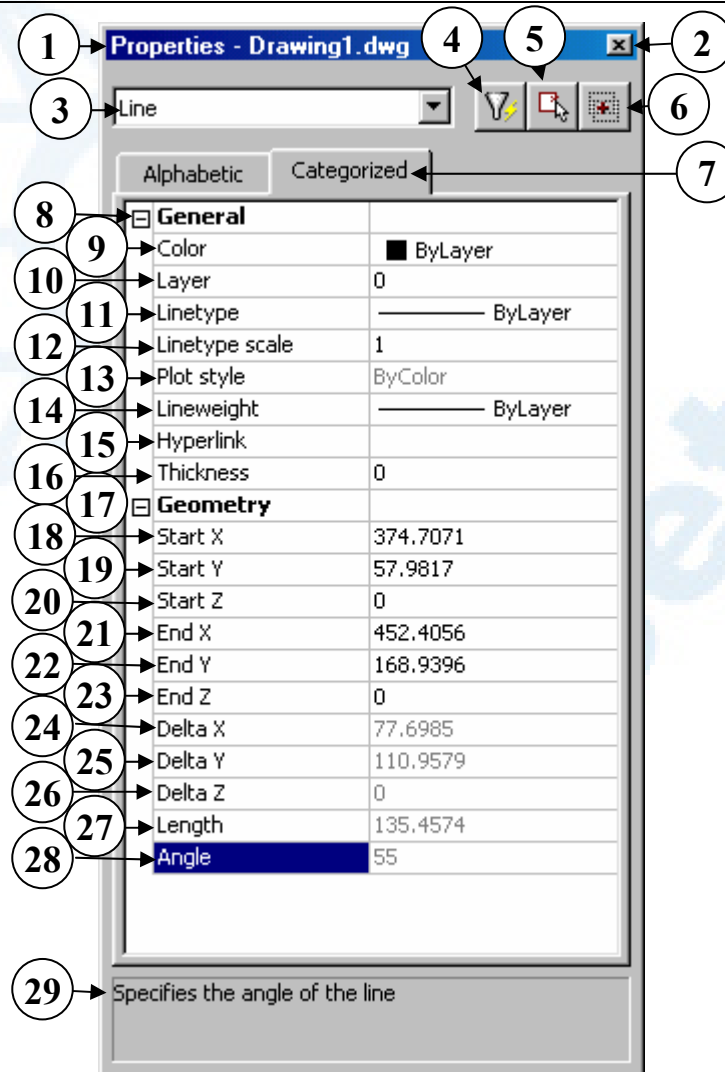 1 Properties - Drawing1.dwg 4 5 2
3 Line 6
Alphabetic Categorized 7
8 General
9 Color ByLayer
10 Layer 0
11 Linetype ByLayer
12 Linetype scale 1
13 Plot style ByColor
14 Lineweight ByLayer
15 Hyperlink
16 Thickness 0
17 Geometry
18 Start X 374.7071
19 Start Y 57.9817
20 Start Z 0
21 End X 452.4056
22 End Y 168.9396
23 End Z 0
24 Delta X 77.6985
25 Delta Y 110.9579
26 Delta Z 0
27 Length 135.4574
28 Angle 55
29 Specifies the angle of the line